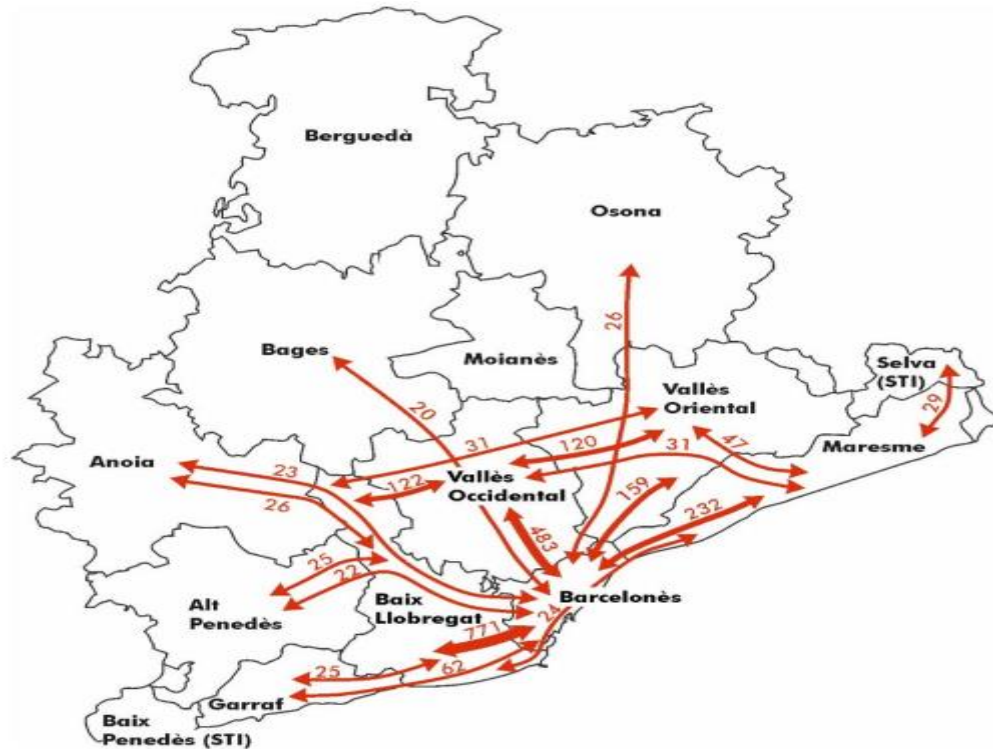 Berguedà
Osona
26
Bages
Moianès
Selva
(STI)
Vallès
Oriental
29
20
Maresme
31
120
31
47
Anoia
23
122
Vallès
Occidental
159
26
232
483
25
22
Barcelonès
Alt
Penedès
Baix
Llobregat
24
771
62
25
Garraf
Baix
Penedès (STI)